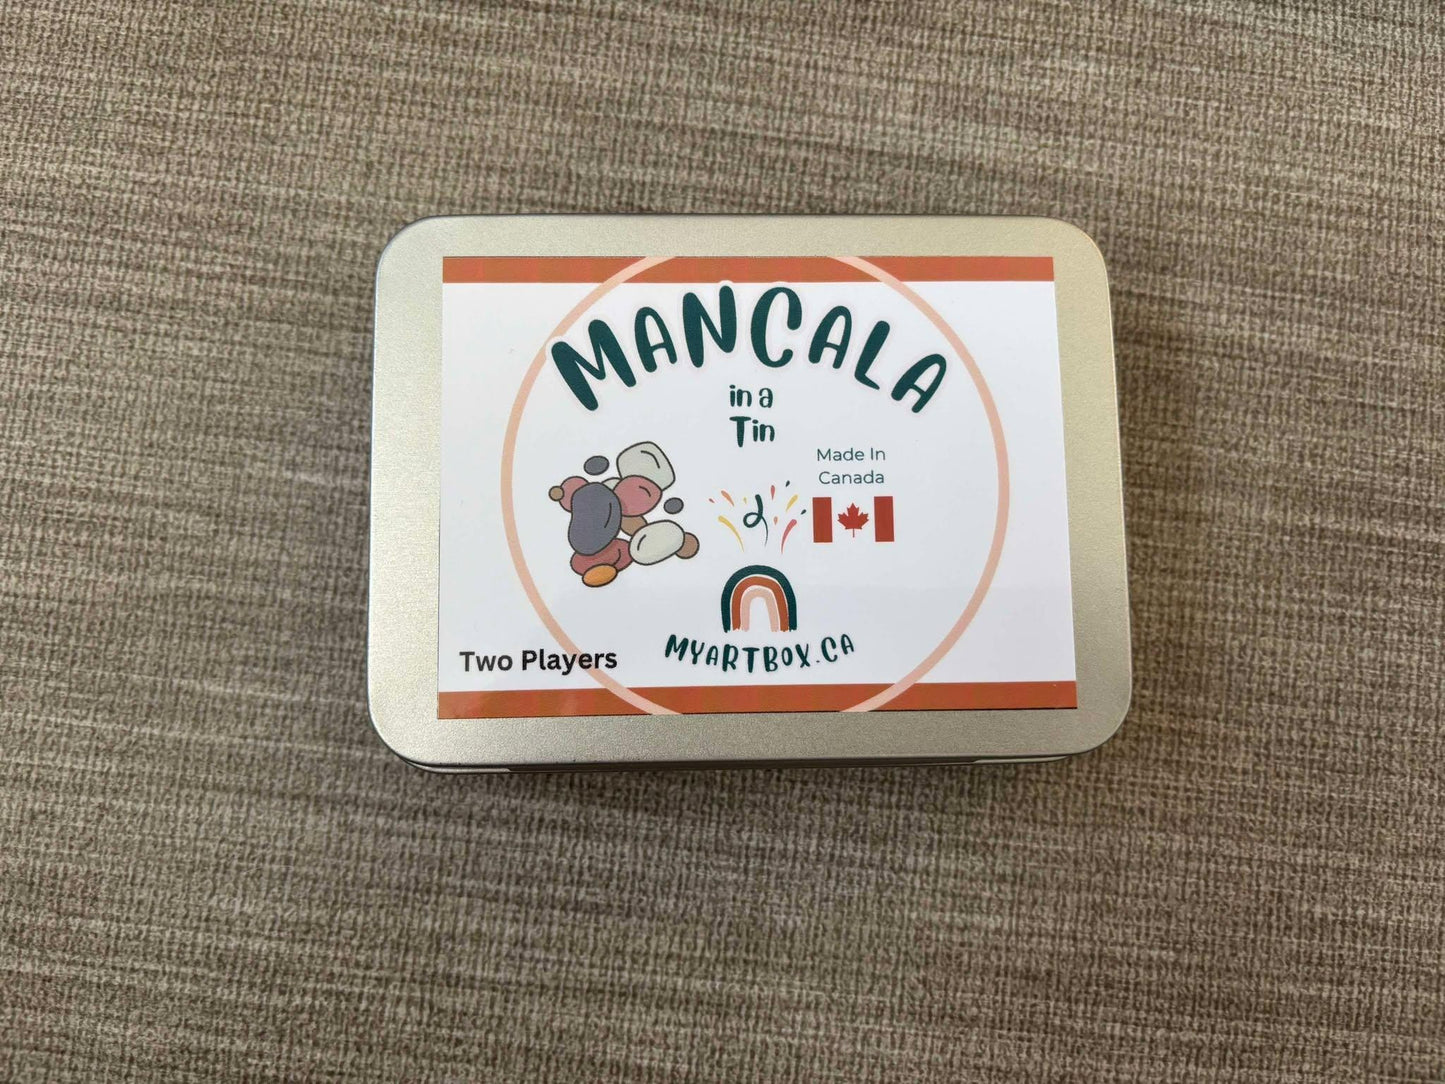 MANCALA
in a
Tin
Made In
Canada
MYARTBOX.CA
Two Players